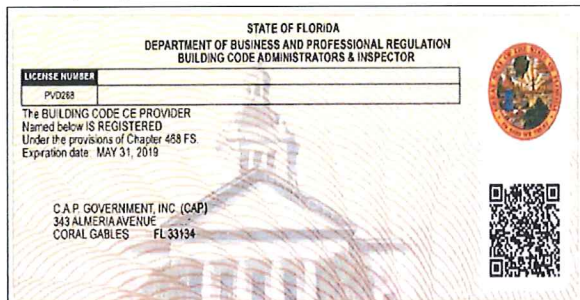 STATE OF FLORIDA
DEPARTMENT OF BUSINESS AND PROFESSIONAL REGULATION
BUILDING CODE ADMINISTRATORS & INSPECTOR
LICENSE NUMBER
PVD268
The BUILDING CODE CE PROVIDER
Named below IS REGISTERED
Under the provisions of Chapter 468 FS.
Expiration date: MAY 31, 2019
C.A.P. GOVERNMENT, INC. (CAP)
343 ALMERIA AVENUE
CORAL GABLES FL 33134